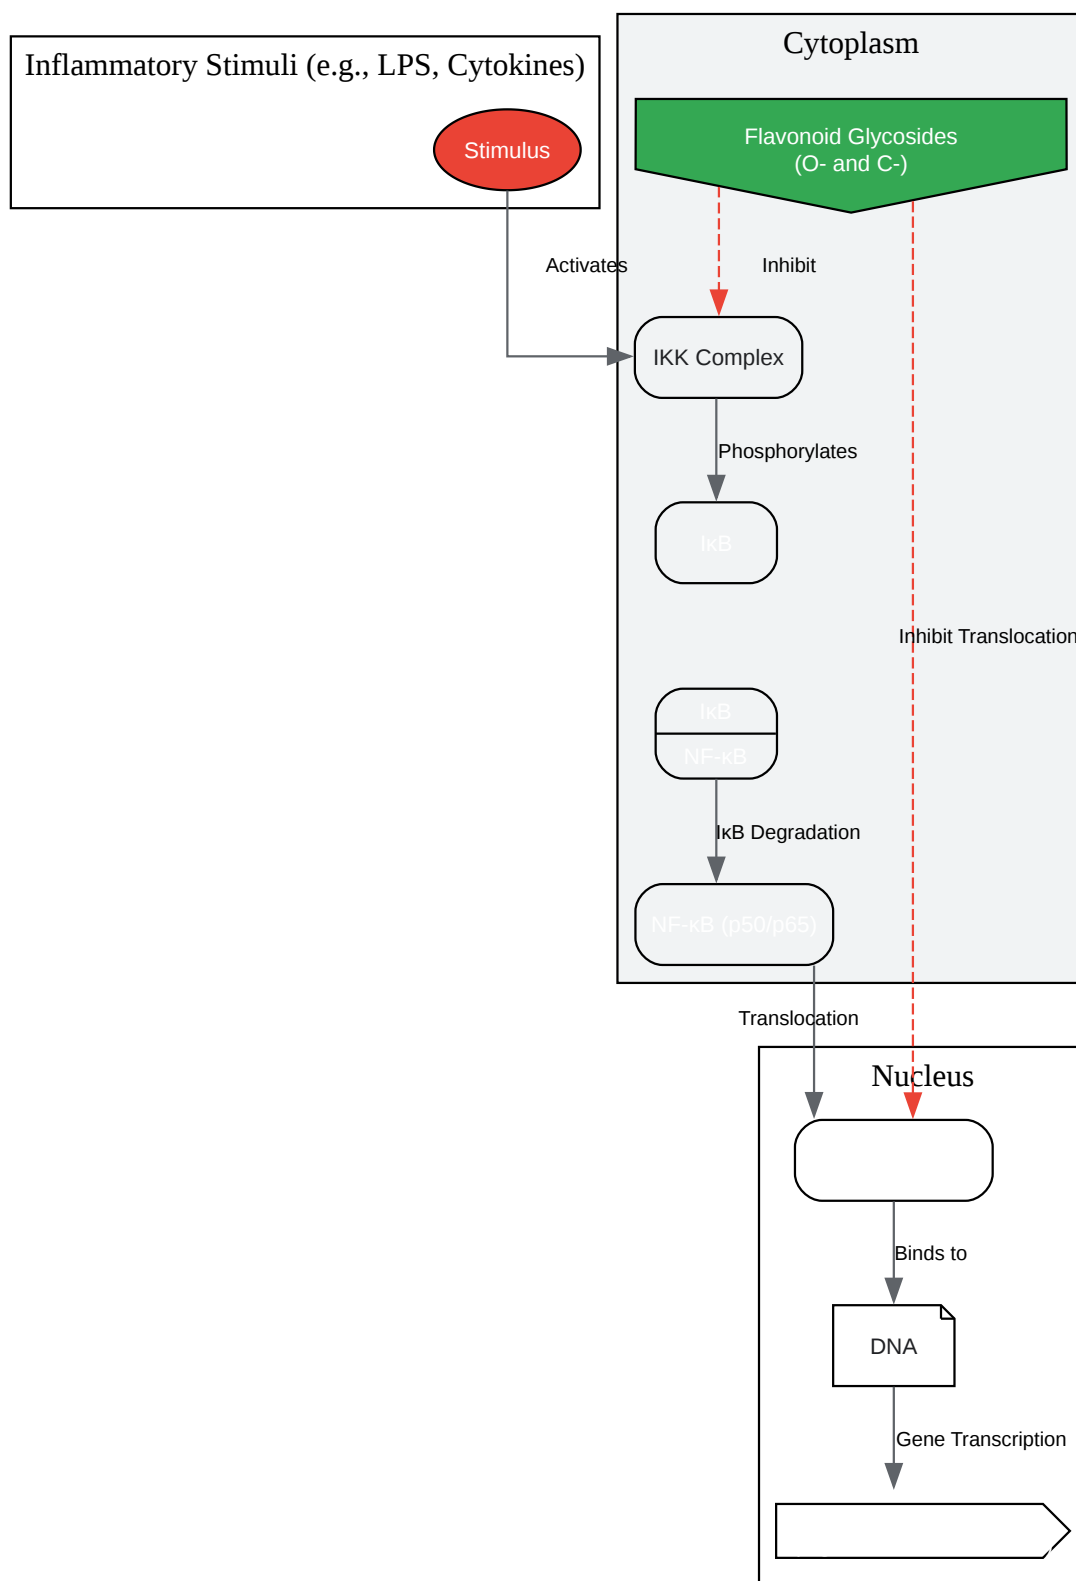 Inflammatory Stimuli (e.g., LPS, Cytokines)
Stimulus
Cytoplasm
Flavonoid Glycosides
(O- and C-)
Activates
Inhibit
IKK Complex
Phosphorylates
IκB
Inhibit Translocation
IκB
NF-κB
IκB Degradation
NF-κB (p50/p65)
Translocation
Nucleus
Binds to
DNA
Gene Transcription